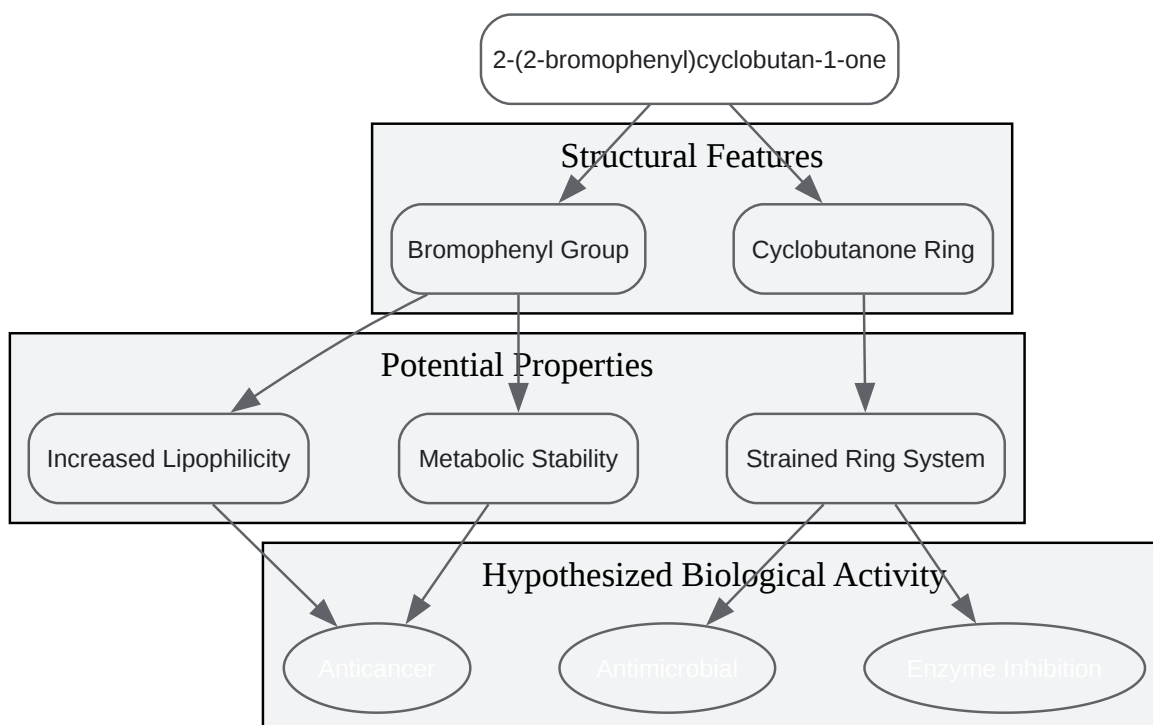 2-(2-bromophenyl)cyclobutan-1-one
Structural Features
Bromophenyl Group
Cyclobutanone Ring
Potential Properties
Increased Lipophilicity
Metabolic Stability
Strained Ring System
Hypothesized Biological Activity
Anticancer
Antimicrobial
Enzyme Inhibition